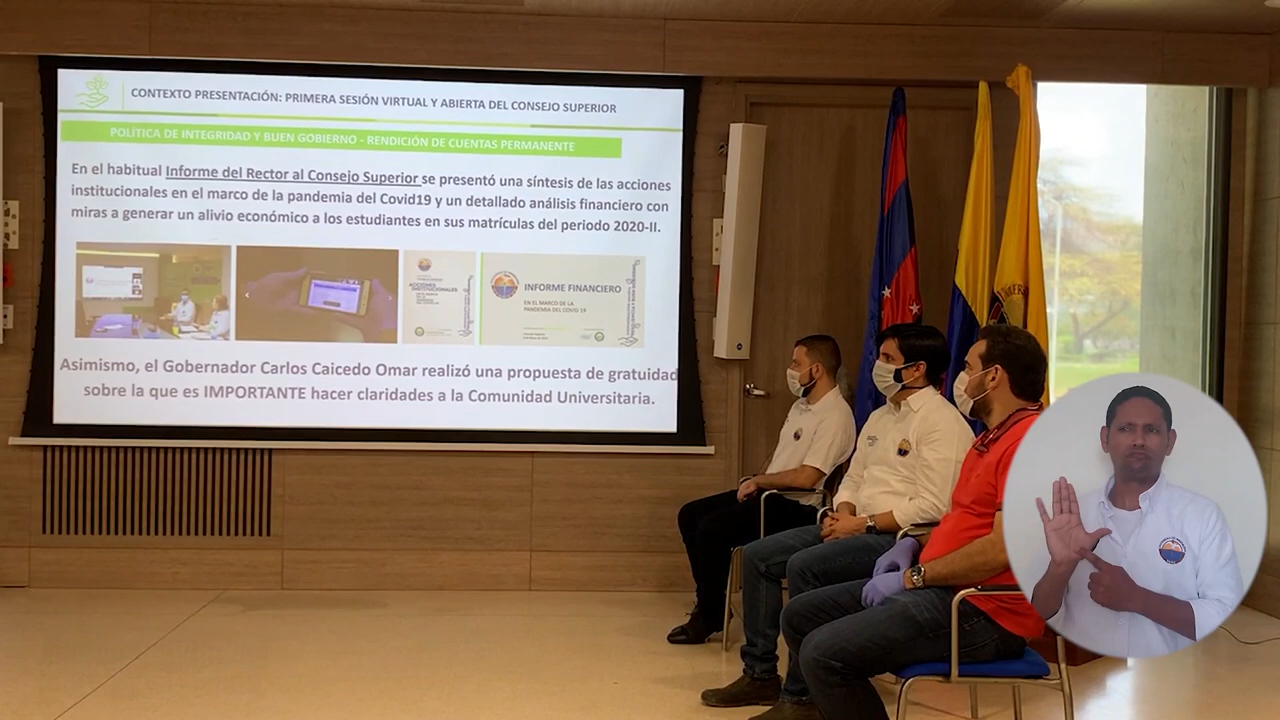 CONTEXTO PRESENTACIÓN: PRIMERA SESIÓN VIRTUAL Y ABIERTA DEL CONSEJO SUPERIOR
POLÍTICA DE INTEGRIDAD Y BUEN GOBIERNO - RENDICIÓN DE CUENTAS PERMANENTE
En el habitual Informe del Rector al Consejo Superior se presentó una síntesis de las acciones
institucionales en el marco de la pandemia del Covid19 y un detallado análisis financiero con
miras a generar un alivio económico a los estudiantes en sus matrículas del periodo 2020-II.
ACCIONES
INSTITUCIONALES
INFORME FINANCIERO
EN EL MARCO DE LA
PANDEMIA DEL COVID 19
Asimismo, el Gobernador Carlos Caicedo Omar realizó una propuesta de gratuidad
sobre la que es IMPORTANTE hacer claridades a la Comunidad Universitaria.